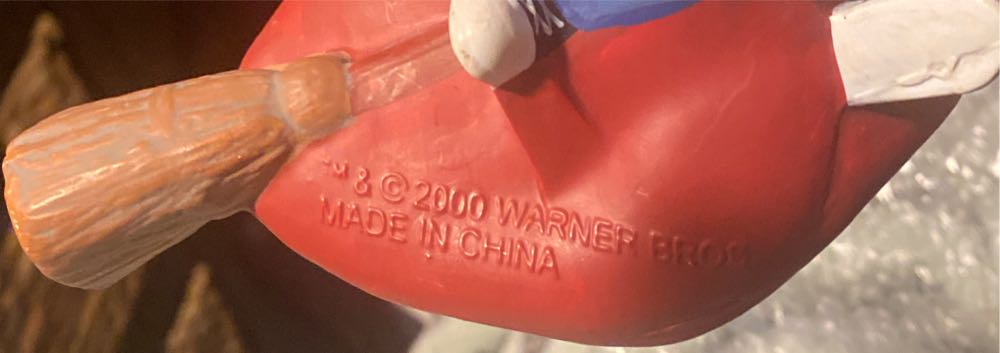 ™ & © 2000 WARNER BROS
MADE IN CHINA